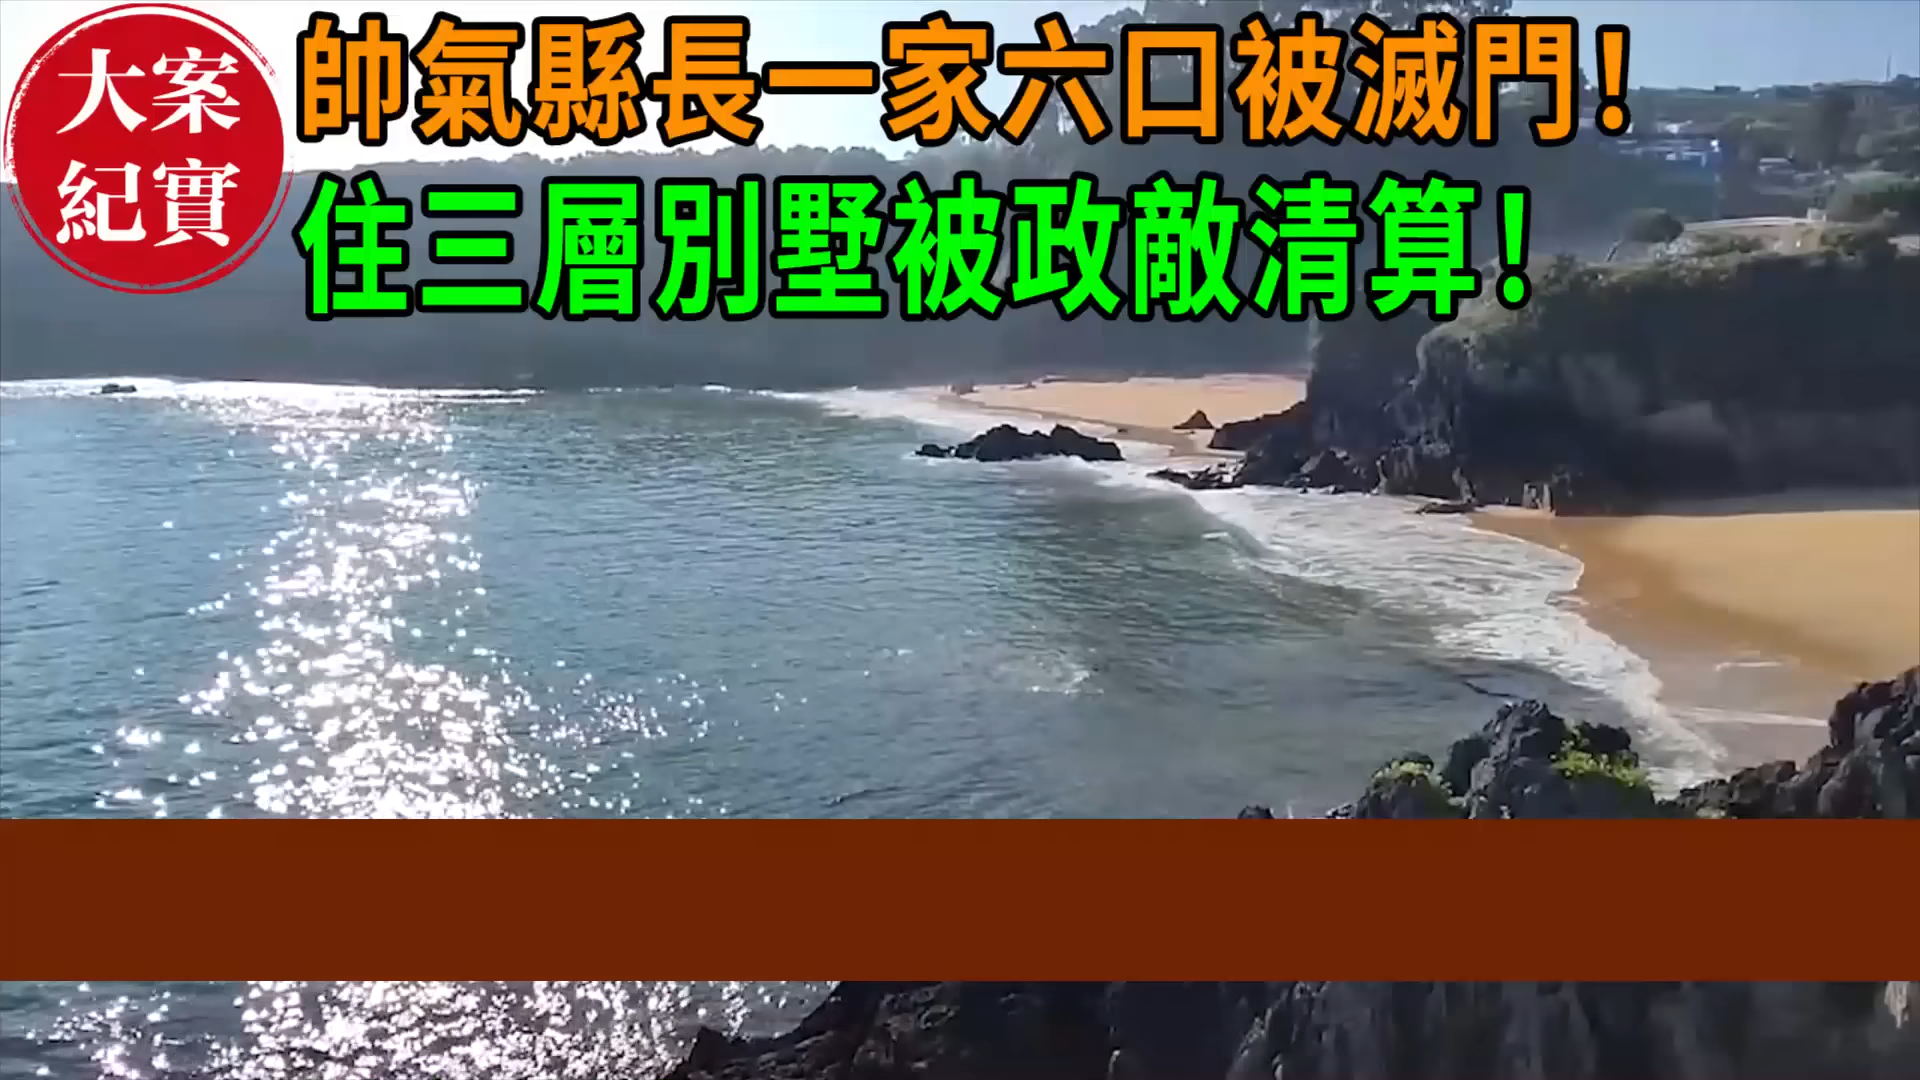 大案
紀實
帥氣縣長一家六口被滅門！
住三層別墅被政敵清算！